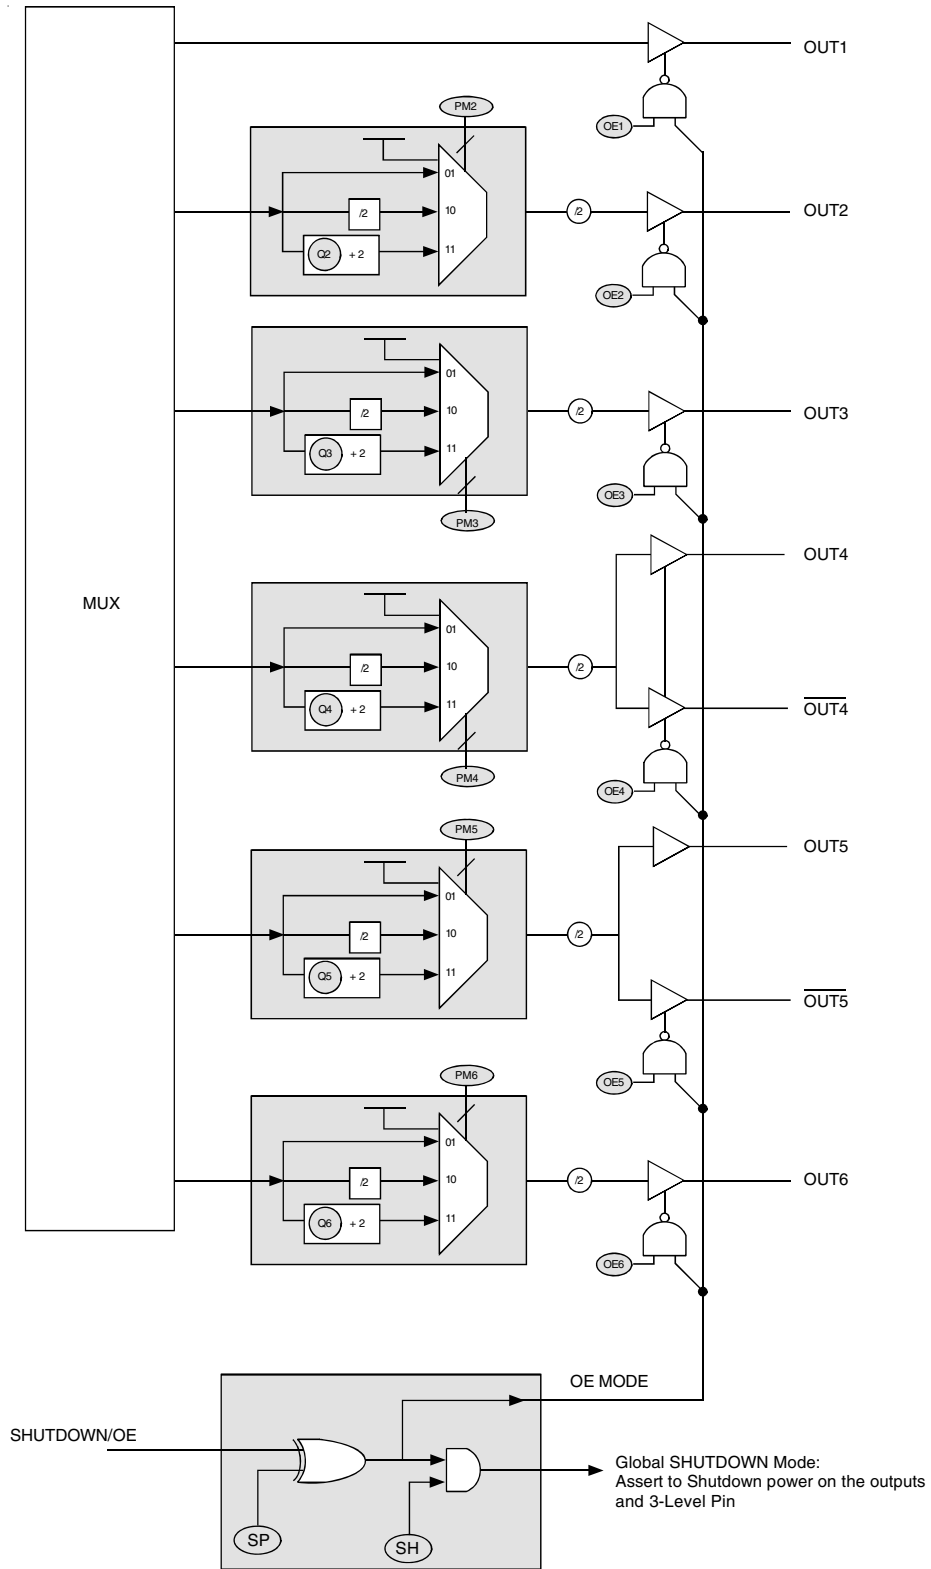 OUT1
PM2
OE1
01
/2 10 /2 OUT2
Q2 + 2 11
OE2
01
/2 10 /2 OUT3
Q3 + 2 11
OE3
PM3
OUT4
MUX
01
/2 10 /2
Q4 + 2 11 OUT4
PM4 OE4
PM5 OUT5
01
/2 10 /2
Q5 + 2 11
OUT5
PM6 OE5
01
/2 10 /2 OUT6
Q6 + 2 11
OE6
OE MODE
SHUTDOWN/OE
Global SHUTDOWN Mode:
Assert to Shutdown power on the outputs
and 3-Level Pin
SP SH